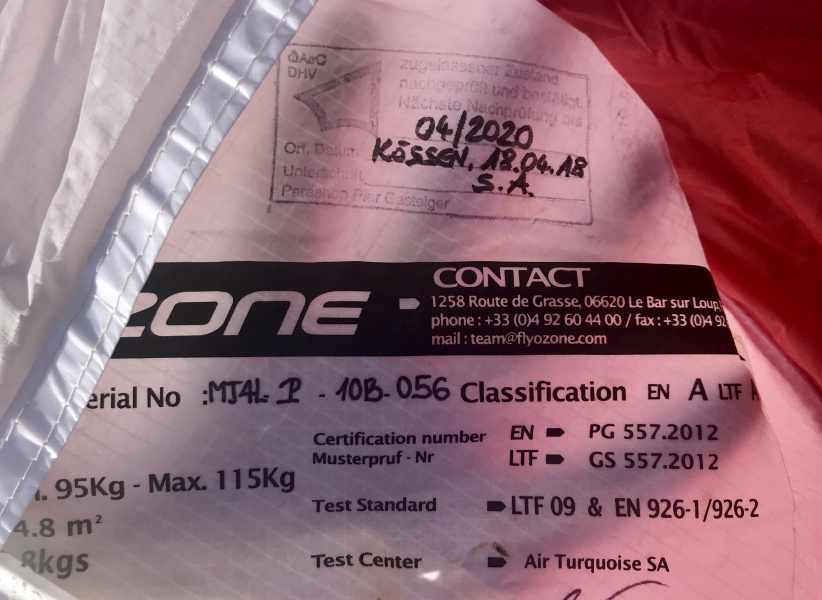 DHV
zugelassener Zustand
nachgeprüft und bestätigt.
Nächste Nachprüfung bis
04/2020
Ort, Datum KÖSSEN, 18.04.18
Unterschrift S.A.
Paashop Pier Gasteiger
OZONE
CONTACT
1258 Route de Grasse, 06620 Le Bar sur Loup,
phone : +33 (0)4 92 60 44 00 / fax : +33 (0)4 92
mail : team@flyozone.com
erial No : MJ4L-P - 10B-056 Classification EN A LTF
Certification number EN PG 557.2012
Musterpruf - Nr LTF GS 557.2012
. 95Kg - Max. 115Kg
Test Standard LTF 09 & EN 926-1/926-2
4.8 m²
8kgs
Test Center Air Turquoise SA